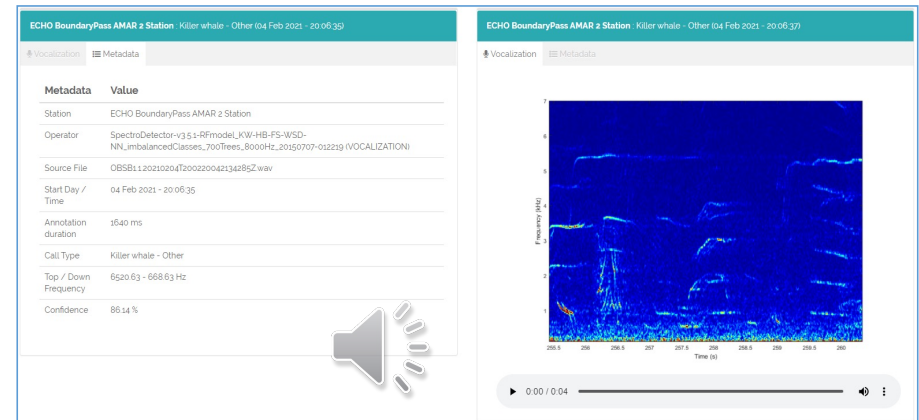 ECHO BoundaryPass AMAR 2 Station : Killer whale - Other (04 Feb 2021 - 20:06:35)
Vocalization Metadata
Metadata Value
Station ECHO BoundaryPass AMAR 2 Station
Operator SpectroDetector-v3.5.1-RFmodel_KW-HB-FS-WSD-
NN_imbalancedClasses_700Trees_8000Hz_20150707-012219 (VOCALIZATION)
Source File OBSB1.1.20210204T200220042134285Z.wav
Start Day / 04 Feb 2021 - 20:06:35
Time
Annotation 1640 ms
duration
Call Type Killer whale - Other
Top / Down 6520.63 - 668.63 Hz
Frequency
Confidence 86.14 %
ECHO BoundaryPass AMAR 2 Station : Killer whale - Other (04 Feb 2021 - 20:06:37)
Vocalization Metadata
7
6
5
4
3
2
1
Frequency (kHz)
255.5 256 256.5 257 257.5 258 258.5 259 259.5 260
Time (s)
0:00 / 0:04